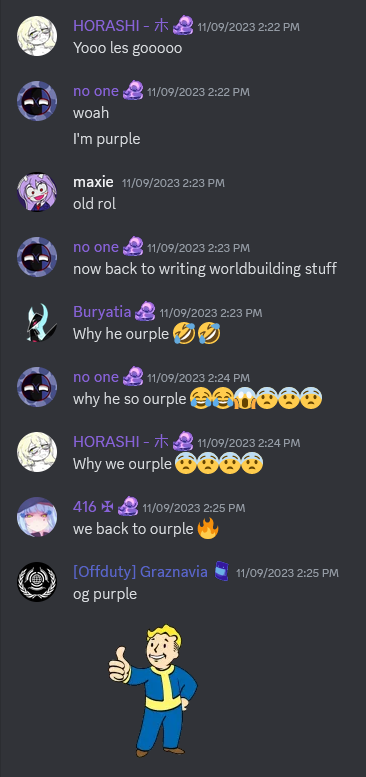 HORASHI - ホ 11/09/2023 2:22 PM
Yooo les gooooo
no one 11/09/2023 2:22 PM
woah
I'm purple
maxie 11/09/2023 2:23 PM
old rol
no one 11/09/2023 2:23 PM
now back to writing worldbuilding stuff
Buryatia 11/09/2023 2:23 PM
Why he ourple 🤣🤣
no one 11/09/2023 2:24 PM
why he so ourple 😂😂😱😨😨😨
HORASHI - ホ 11/09/2023 2:24 PM
Why we ourple 😨😨😨😨
416 ✠ 11/09/2023 2:25 PM
we back to ourple 🔥
[Offduty] Graznavia 11/09/2023 2:25 PM
og purple